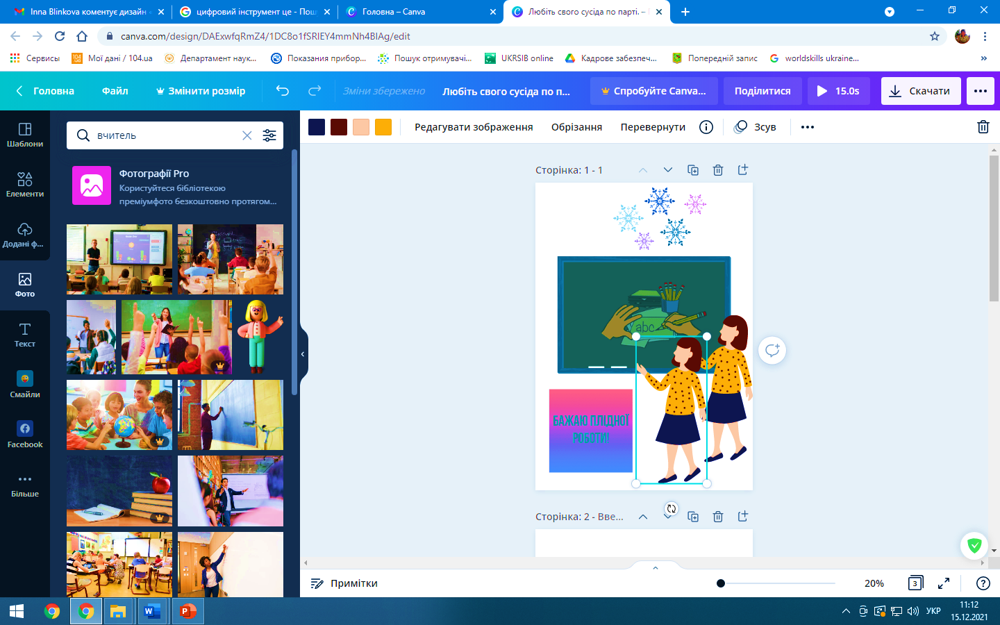 Inna Blinkova коментує дизайн
цифровий інструмент це - Пош
Головна – Canva
Любіть свого сусіда по парті. –
canva.com/design/DAExwfqRmZ4/1DC8o1fSRlEY4mmNh4BIAg/edit
Сервисы
Мої дані / 104.ua
Департамент наук...
Показания прибор...
Пошук отримувачі...
UKRSIB online
Кадрове забезпеч...
Попередній запис
worldskills ukraine...
Головна
Файл
Змінити розмір
Зміни збережено
Любіть свого сусіда по п...
Спробуйте Canva...
Поділитися
15.0s
Скачати
Шаблони
Елементи
Додані ф...
Фото
Текст
Смайли
Facebook
Більше
вчитель
Фотографії Pro
Користуйтеся бібліотекою
преміумфото безкоштовно протягом...
Редагувати зображення
Обрізання
Перевернути
Зсув
Сторінка: 1 - 1
abc
БАЖАЮ ПЛІДНОЇ
РОБОТИ!
Сторінка: 2 - Вве...
Примітки
20%
3
УКР
11:12
15.12.2021